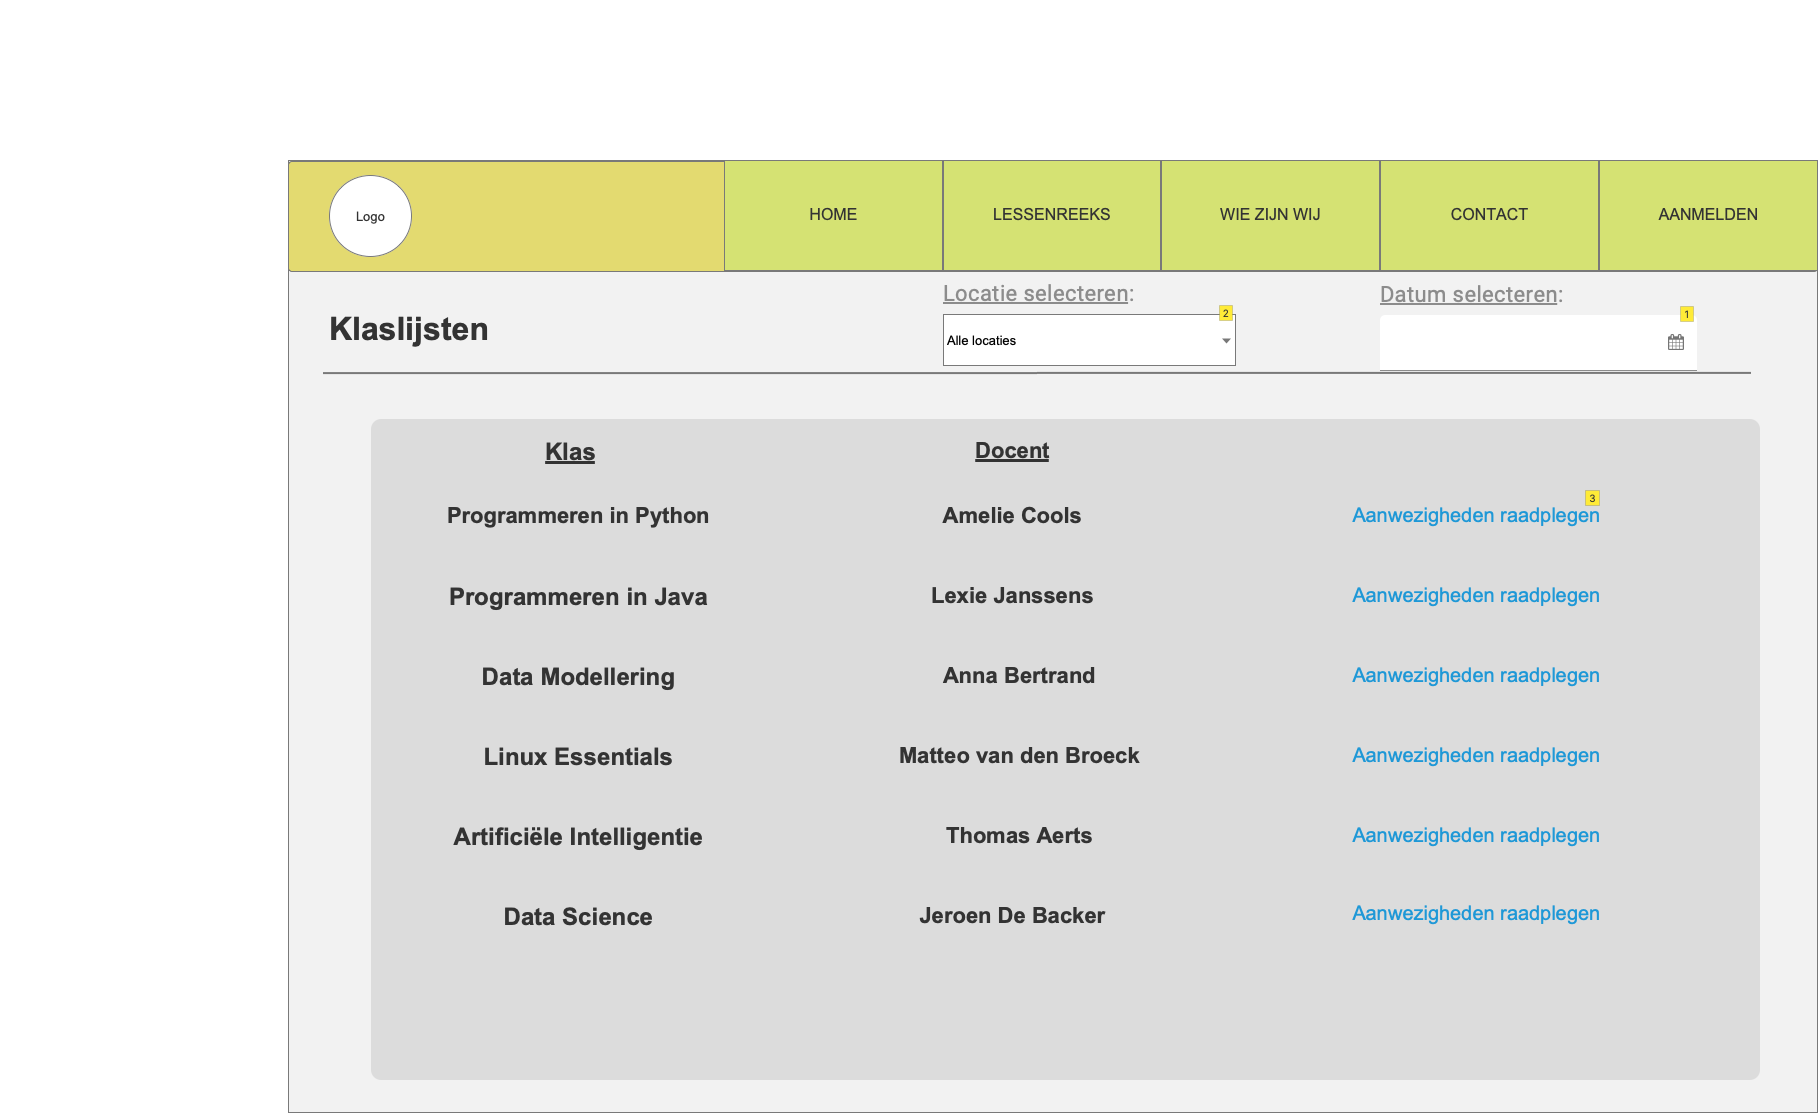 Logo
HOME
LESSENREEKS
WIE ZIJN WIJ
CONTACT
AANMELDEN
Klaslijsten
Locatie selecteren:
2
Alle locaties
Datum selecteren:
1
Klas Docent
3
Programmeren in Python Amelie Cools Aanwezigheden raadplegen
Programmeren in Java Lexie Janssens Aanwezigheden raadplegen
Data Modellering Anna Bertrand Aanwezigheden raadplegen
Linux Essentials Matteo van den Broeck Aanwezigheden raadplegen
Artificiële Intelligentie Thomas Aerts Aanwezigheden raadplegen
Data Science Jeroen De Backer Aanwezigheden raadplegen